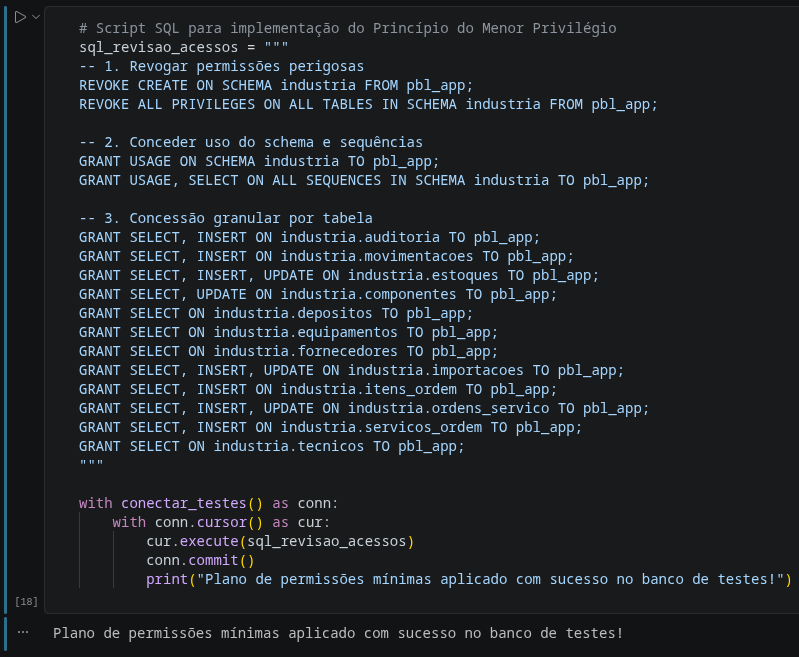 # Script SQL para implementação do Princípio do Menor Privilégio
sql_revisao_acessos = """
-- 1. Revogar permissões perigosas
REVOKE CREATE ON SCHEMA industria FROM pbl_app;
REVOKE ALL PRIVILEGES ON ALL TABLES IN SCHEMA industria FROM pbl_app;

-- 2. Conceder uso do schema e sequências
GRANT USAGE ON SCHEMA industria TO pbl_app;
GRANT USAGE, SELECT ON ALL SEQUENCES IN SCHEMA industria TO pbl_app;

-- 3. Concessão granular por tabela
GRANT SELECT, INSERT ON industria.auditoria TO pbl_app;
GRANT SELECT, INSERT ON industria.movimentacoes TO pbl_app;
GRANT SELECT, INSERT, UPDATE ON industria.estoques TO pbl_app;
GRANT SELECT, UPDATE ON industria.componentes TO pbl_app;
GRANT SELECT ON industria.depositos TO pbl_app;
GRANT SELECT ON industria.equipamentos TO pbl_app;
GRANT SELECT ON industria.fornecedores TO pbl_app;
GRANT SELECT, INSERT, UPDATE ON industria.importacoes TO pbl_app;
GRANT SELECT, INSERT ON industria.itens_ordem TO pbl_app;
GRANT SELECT, INSERT, UPDATE ON industria.ordens_servico TO pbl_app;
GRANT SELECT, INSERT ON industria.servicos_ordem TO pbl_app;
GRANT SELECT ON industria.tecnicos TO pbl_app;
"""

with conectar_testes() as conn:
    with conn.cursor() as cur:
        cur.execute(sql_revisao_acessos)
        conn.commit()
        print("Plano de permissões mínimas aplicado com sucesso no banco de testes!")
[18]
... Plano de permissões mínimas aplicado com sucesso no banco de testes!